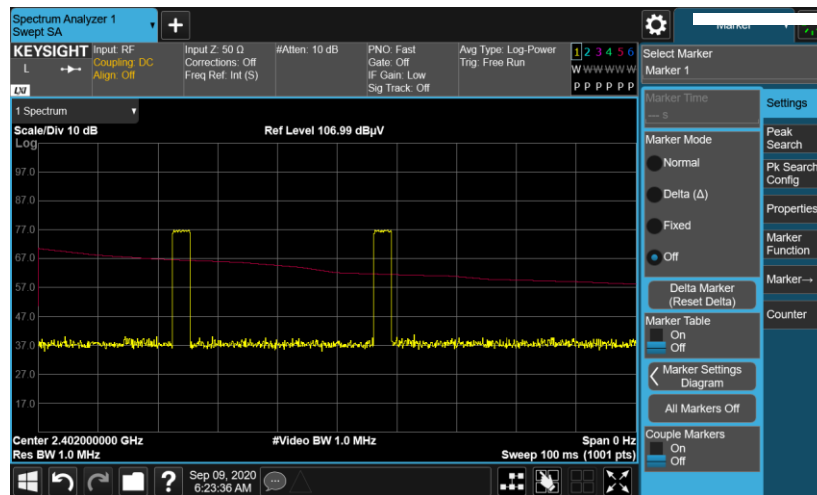 Spectrum Analyzer 1
Swept SA
KEYSIGHT
L
LXI
Input: RF
Coupling: DC
Align: Off
Input Z: 50 Ω
Corrections: Off
Freq Ref: Int (S)
#Atten: 10 dB
PNO: Fast
Gate: Off
IF Gain: Low
Sig Track: Off
Avg Type: Log-Power
Trig: Free Run
1 2 3 4 5 6
W W W W W W
P P P P P P
1 Spectrum
Scale/Div 10 dB
Ref Level 106.99 dBµV
Log
97.0
87.0
77.0
67.0
57.0
47.0
37.0
27.0
17.0
Center 2.402000000 GHz
#Video BW 1.0 MHz
Span 0 Hz
Res BW 1.0 MHz
Sweep 100 ms (1001 pts)
?
Sep 09, 2020
6:23:36 AM
Select Marker
Marker 1
Marker Time
--- s
Marker Mode
Normal
Delta (Δ)
Fixed
Off
Delta Marker
(Reset Delta)
Marker Table
On
Off
Marker Settings
Diagram
All Markers Off
Couple Markers
On
Off
Settings
Peak
Search
Pk Search
Config
Properties
Marker
Function
Marker→
Counter